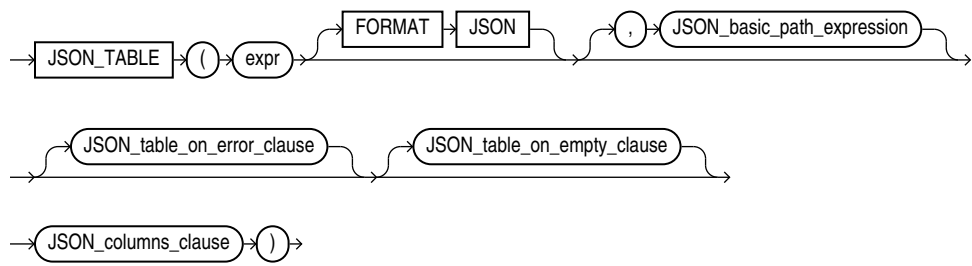 FORMAT JSON , JSON_basic_path_expression
JSON_TABLE ( expr
JSON_table_on_error_clause JSON_table_on_empty_clause
JSON_columns_clause )